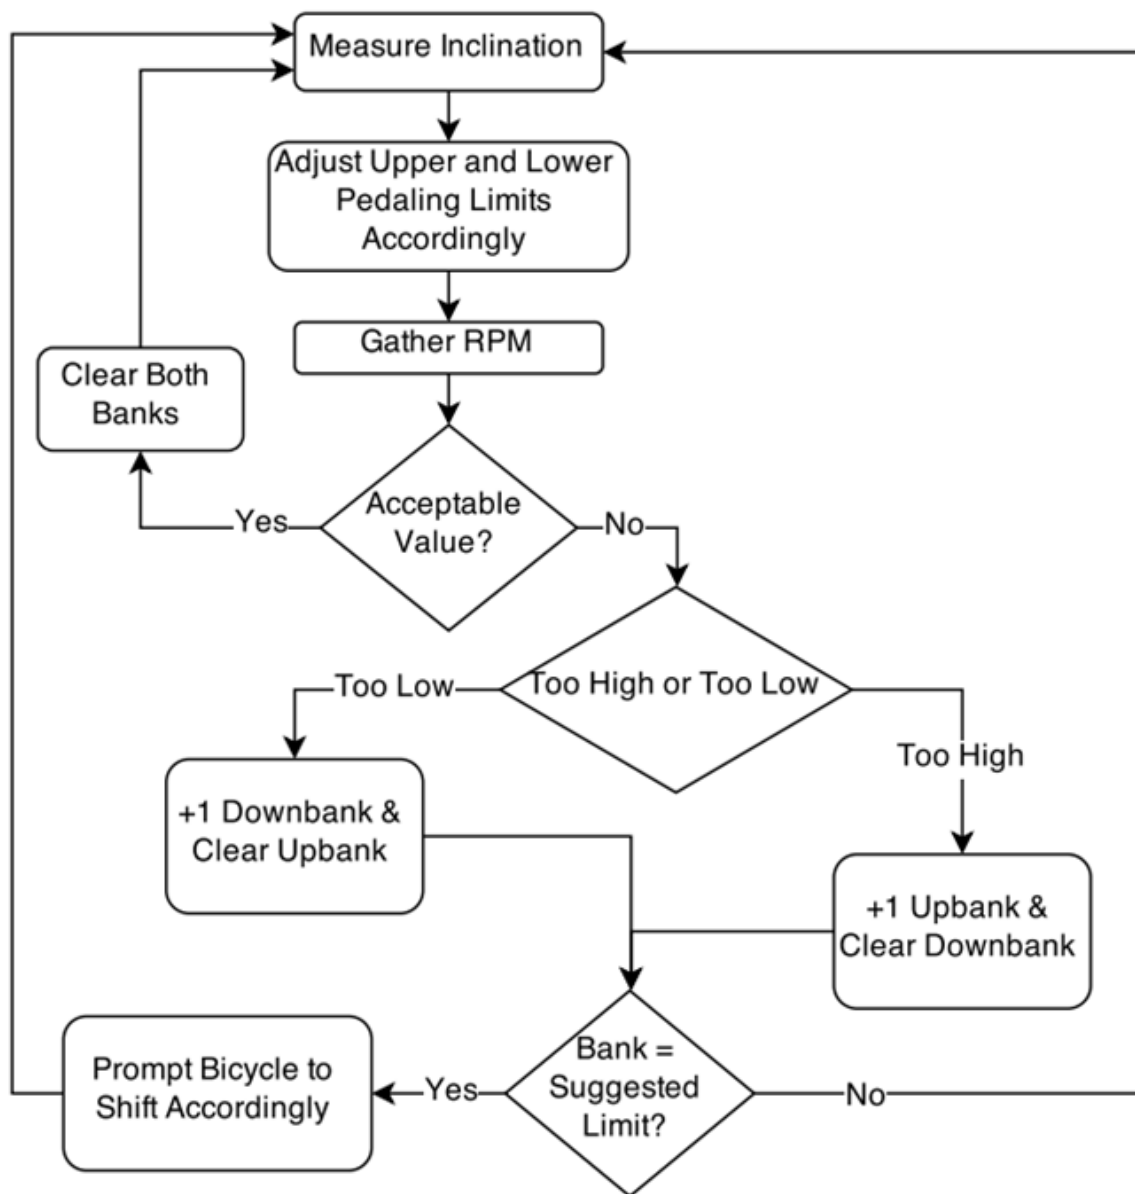 Measure Inclination
Adjust Upper and Lower
Pedaling Limits
Accordingly
Gather RPM
Clear Both
Banks
Acceptable
Value?
Yes
No
Too High or Too Low
Too Low
Too High
+1 Downbank &
Clear Upbank
+1 Upbank &
Clear Downbank
Bank =
Suggested
Limit?
Yes
No
Prompt Bicycle to
Shift Accordingly